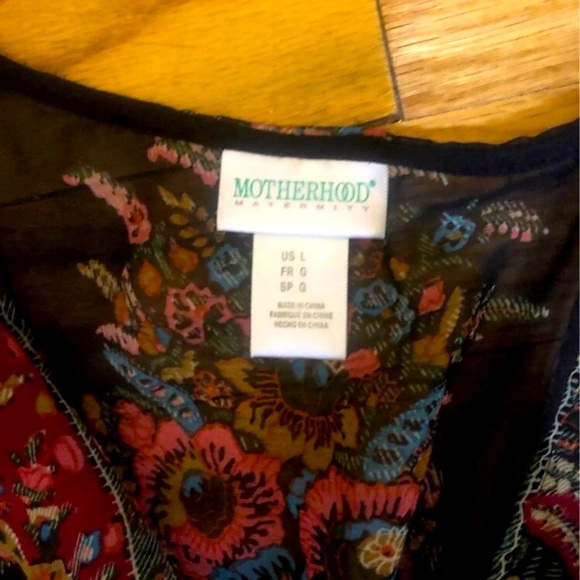 MOTHERHOOD®
MATERNITY
US L
FR G
SP G
MADE IN CHINA
FABRIQUÉ EN CHINE
HECHO EN CHINA